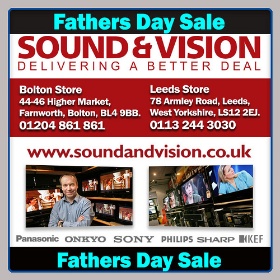 Fathers Day Sale
SOUND & VISION
DELIVERING A BETTER DEAL
Bolton Store
44-46 Higher Market,
Farnworth, Bolton, BL4 9BB.
01204 861 861
Leeds Store
78 Armley Road, Leeds,
West Yorkshire, LS12 2EJ.
0113 244 3030
www.soundandvision.co.uk
Panasonic ONKYO SONY PHILIPS SHARP KEF
Fathers Day Sale